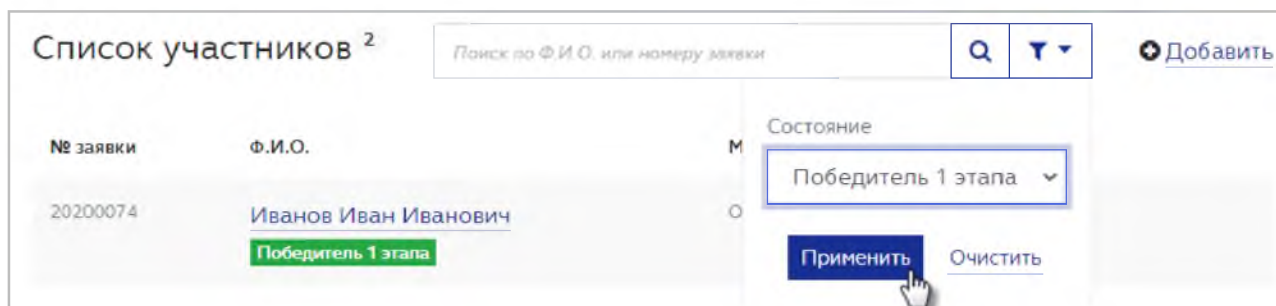 Список участников 2
Поиск по Ф.И.О. или номеру заявки
Добавить
Состояние
№ заявки Ф.И.О. М
Победитель 1 этапа
20200074 Иванов Иван Иванович О
Победитель 1 этапа
Применить Очистить